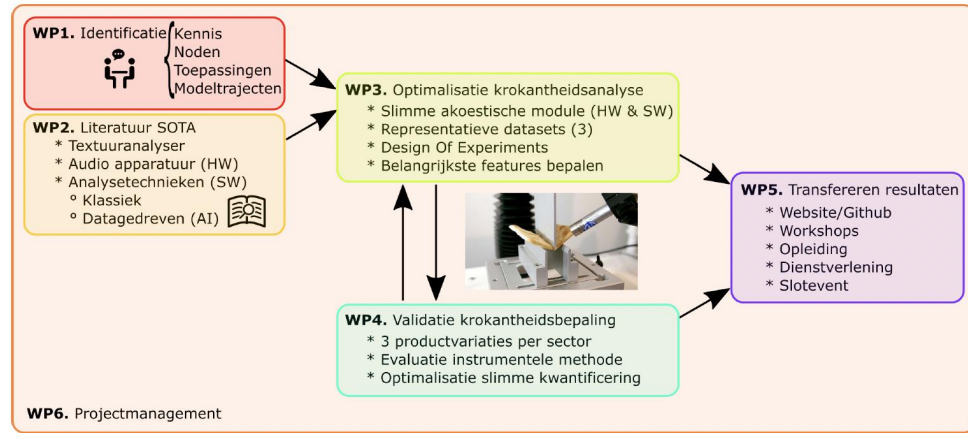 WP1. Identificatie
Kennis
Noden
Toepassingen
Modeltrajecten
WP2. Literatuur SOTA
* Textuuranalyser
* Audio apparatuur (HW)
* Analysetechnieken (SW)
° Klassiek
° Datagedreven (AI)
WP3. Optimalisatie krokantheidsanalyse
* Slimme akoestische module (HW & SW)
* Representatieve datasets (3)
* Design Of Experiments
* Belangrijkste features bepalen
WP4. Validatie krokantheidsbepaling
* 3 productvariaties per sector
* Evaluatie instrumentele methode
* Optimalisatie slimme kwantificering
WP5. Transfereren resultaten
* Website/Github
* Workshops
* Opleiding
* Dienstverlening
* Slotevent
WP6. Projectmanagement